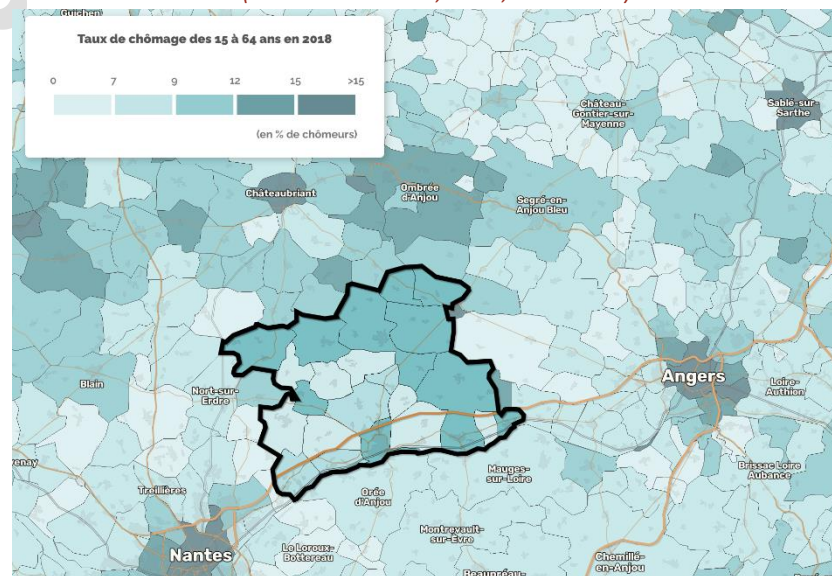 Guichen
Taux de chômage des 15 à 64 ans en 2018
0 7 9 12 15 >15
(en % de chômeurs)
Château-
Gontier-sur-
Mayenne
Sablé-sur-
Sarthe
Châteaubriant
Ombrée
d'Anjou
Segré-en-
Anjou Bleu
Blain
Nort-sur-
Erdre
Angers
Loire-
Authion
Treillières
Orée
d'Anjou
Mauges-
sur-Loire
Brissac Loire
Aubance
Nantes
Le Loroux-
Bottereau
Montrevault-
sur-Èvre
Chemillé-
en-Anjou
Beaupréau-